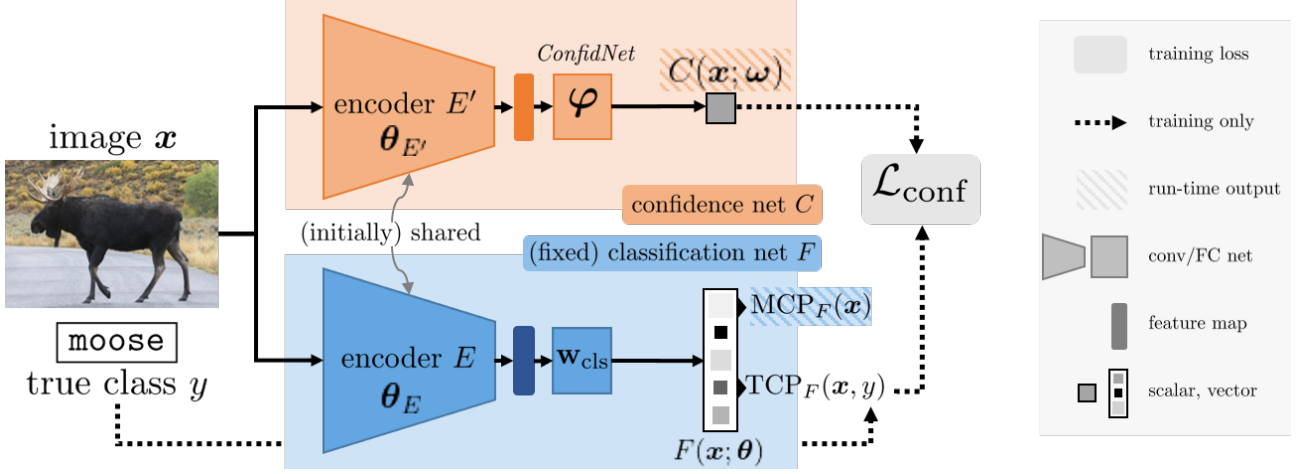 image x
moose
true class y
encoder E′
θ_E′
ConfidNet
φ
C(x; ω)
confidence net C
(initially) shared
(fixed) classification net F
encoder E
θ_E
w_cls
MCP_F(x)
TCP_F(x, y)
F(x; θ)
ℒ_conf
training loss
training only
run-time output
conv/FC net
feature map
scalar, vector